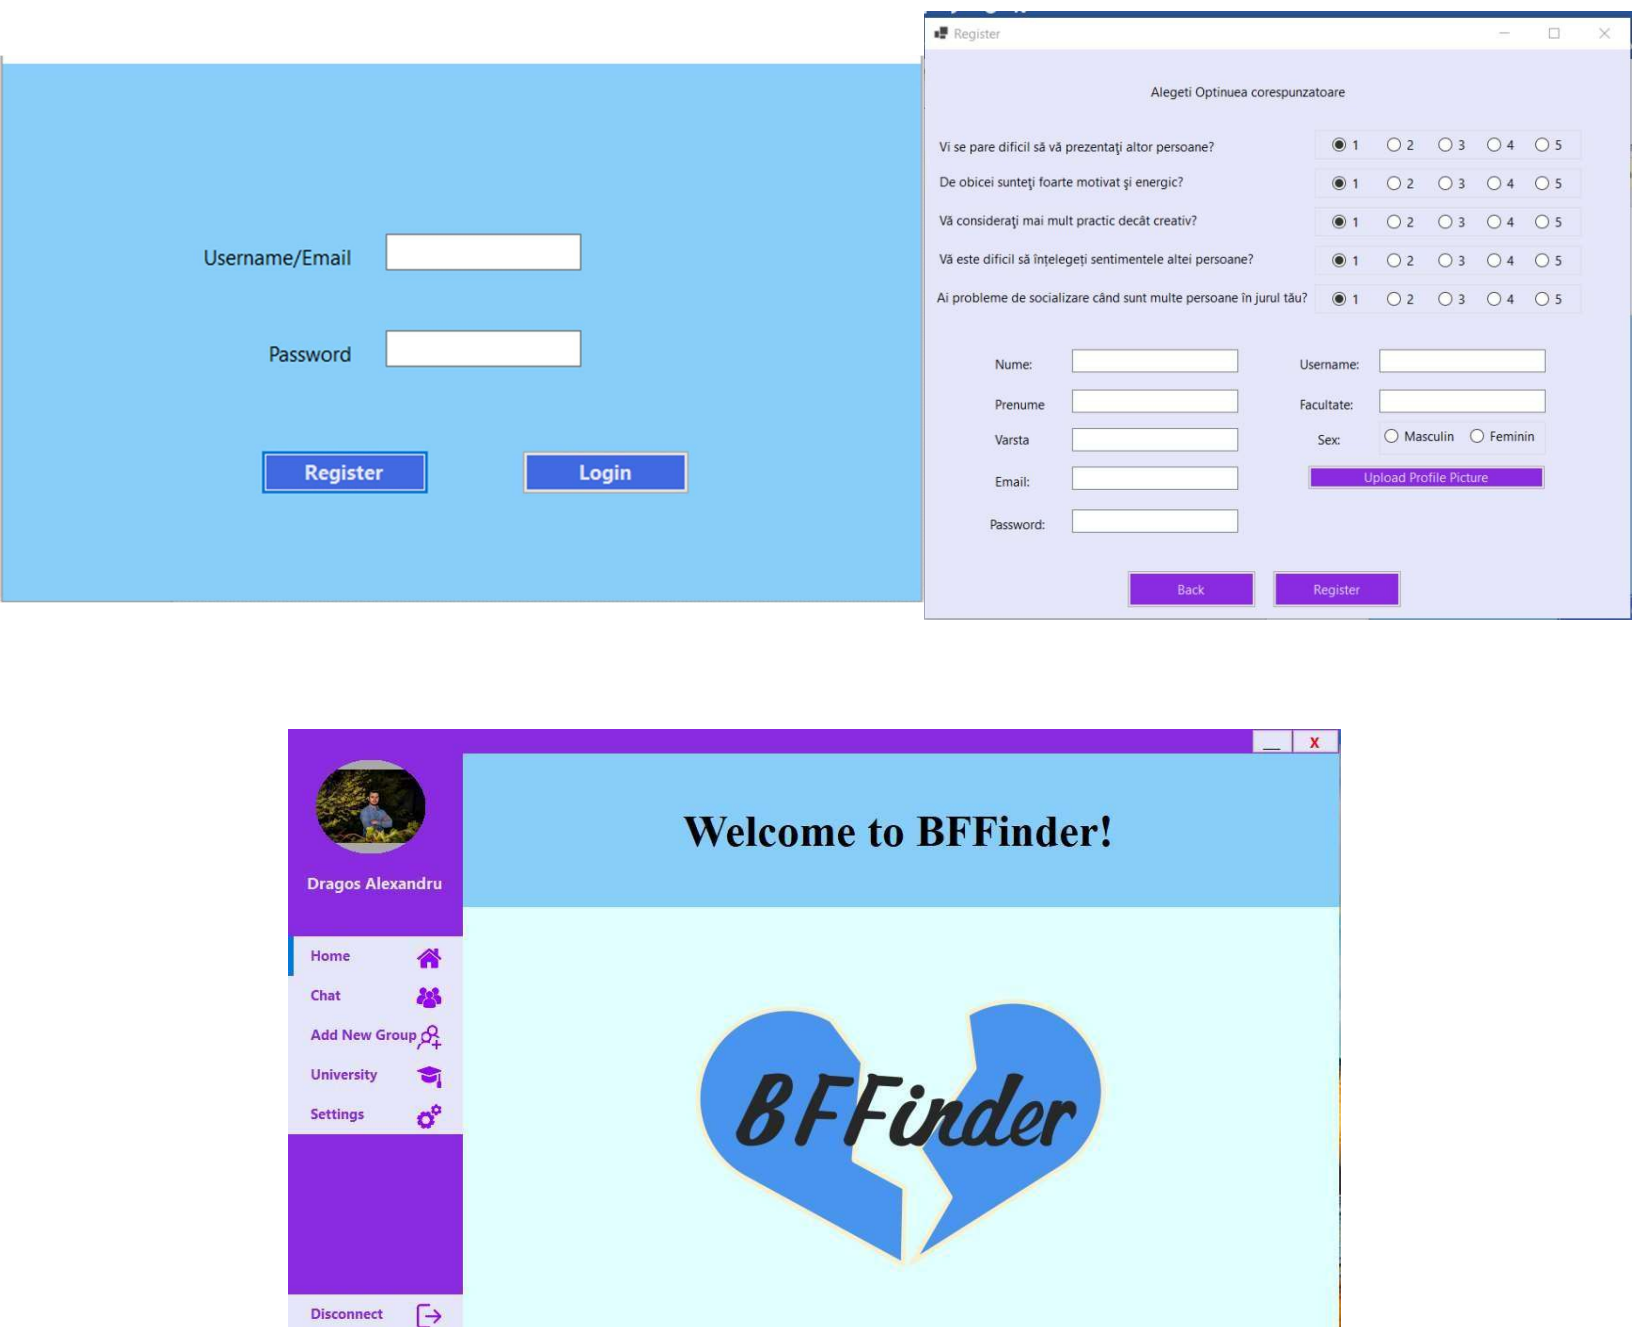 Username/Email
Password
Register Login
Register
Alegeti Optinuea corespunzatoare
Vi se pare dificil să vă prezentaţi altor persoane? 1 2 3 4 5
De obicei sunteţi foarte motivat şi energic? 1 2 3 4 5
Vă consideraţi mai mult practic decât creativ? 1 2 3 4 5
Vă este dificil să înțelegeți sentimentele altei persoane? 1 2 3 4 5
Ai probleme de socializare când sunt multe persoane în jurul tău? 1 2 3 4 5
Nume: Username:
Prenume Facultate:
Varsta Sex: Masculin Feminin
Email: Upload Profile Picture
Password:
Back Register
X
Welcome to BFFinder!
Dragos Alexandru
Home
Chat
Add New Group
University
Settings
BFFinder
Disconnect